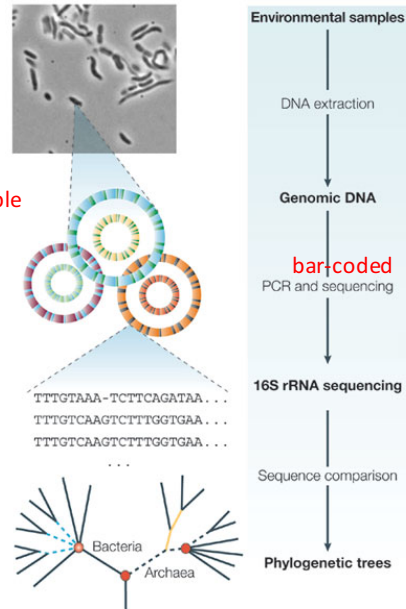 Environmental samples
DNA extraction
Genomic DNA
bar-coded
PCR and sequencing
16S rRNA sequencing
Sequence comparison
Phylogenetic trees
ple
TTTGTAAA-TCTTCAGATAA...
TTTGTCAAGTCTTTGGTGAA...
TTTGTCAAGTCTTTGGTGAA...
...
Bacteria
Archaea